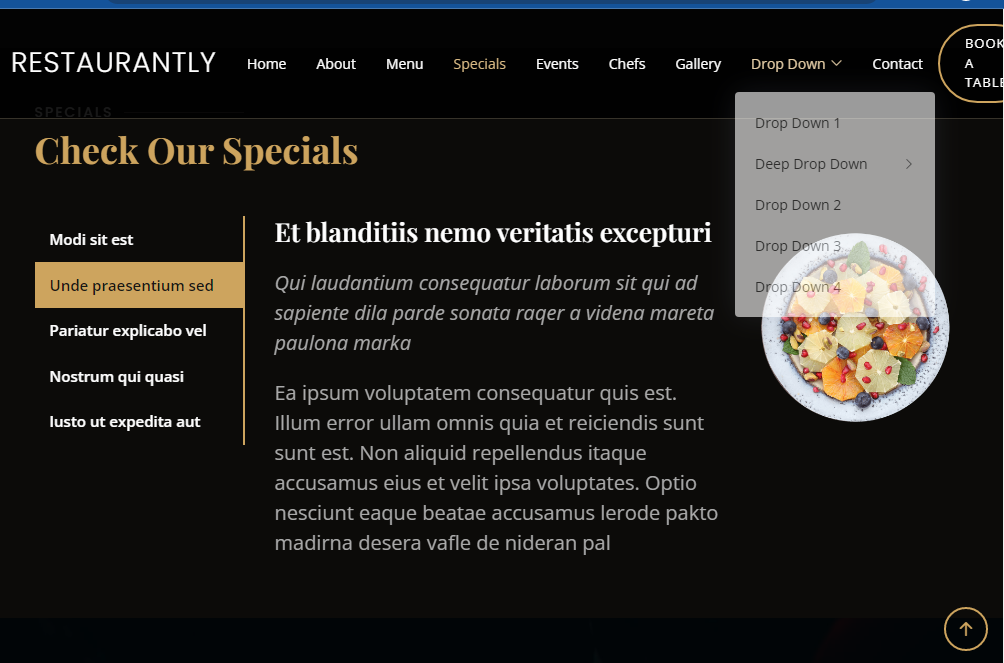 RESTAURANTLY
Home
About
Menu
Specials
Events
Chefs
Gallery
Drop Down
Contact
BOOK
A
TABLE
Drop Down 1
Deep Drop Down
Drop Down 2
Drop Down 3
Drop Down 4
SPECIALS
Check Our Specials
Modi sit est
Unde praesentium sed
Pariatur explicabo vel
Nostrum qui quasi
Iusto ut expedita aut
Et blanditiis nemo veritatis excepturi
Qui laudantium consequatur laborum sit qui ad
sapiente dila parde sonata raqer a videna mareta
paulona marka
Ea ipsum voluptatem consequatur quis est.
Illum error ullam omnis quia et reiciendis sunt
sunt est. Non aliquid repellendus itaque
accusamus eius et velit ipsa voluptates. Optio
nesciunt eaque beatae accusamus lerode pakto
madirna desera vafle de nideran pal